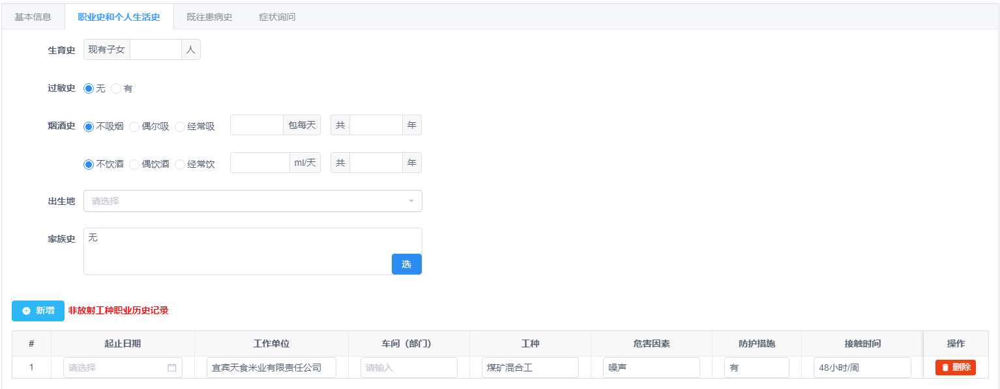 基本信息 职业史和个人生活史 既往患病史 症状询问
生育史 现有子女 人
过敏史 无 有
烟酒史 不吸烟 偶尔吸 经常吸 包每天 共 年
不饮酒 偶饮酒 经常饮 ml/天 共 年
出生地 请选择
家族史 无
选
新增 非放射工种职业历史记录
# 起止日期 工作单位 车间（部门） 工种 危害因素 防护措施 接触时间 操作
1 请选择 宜宾天食米业有限责任公司 请输入 煤矿混合工 噪声 有 48小时/周 删除